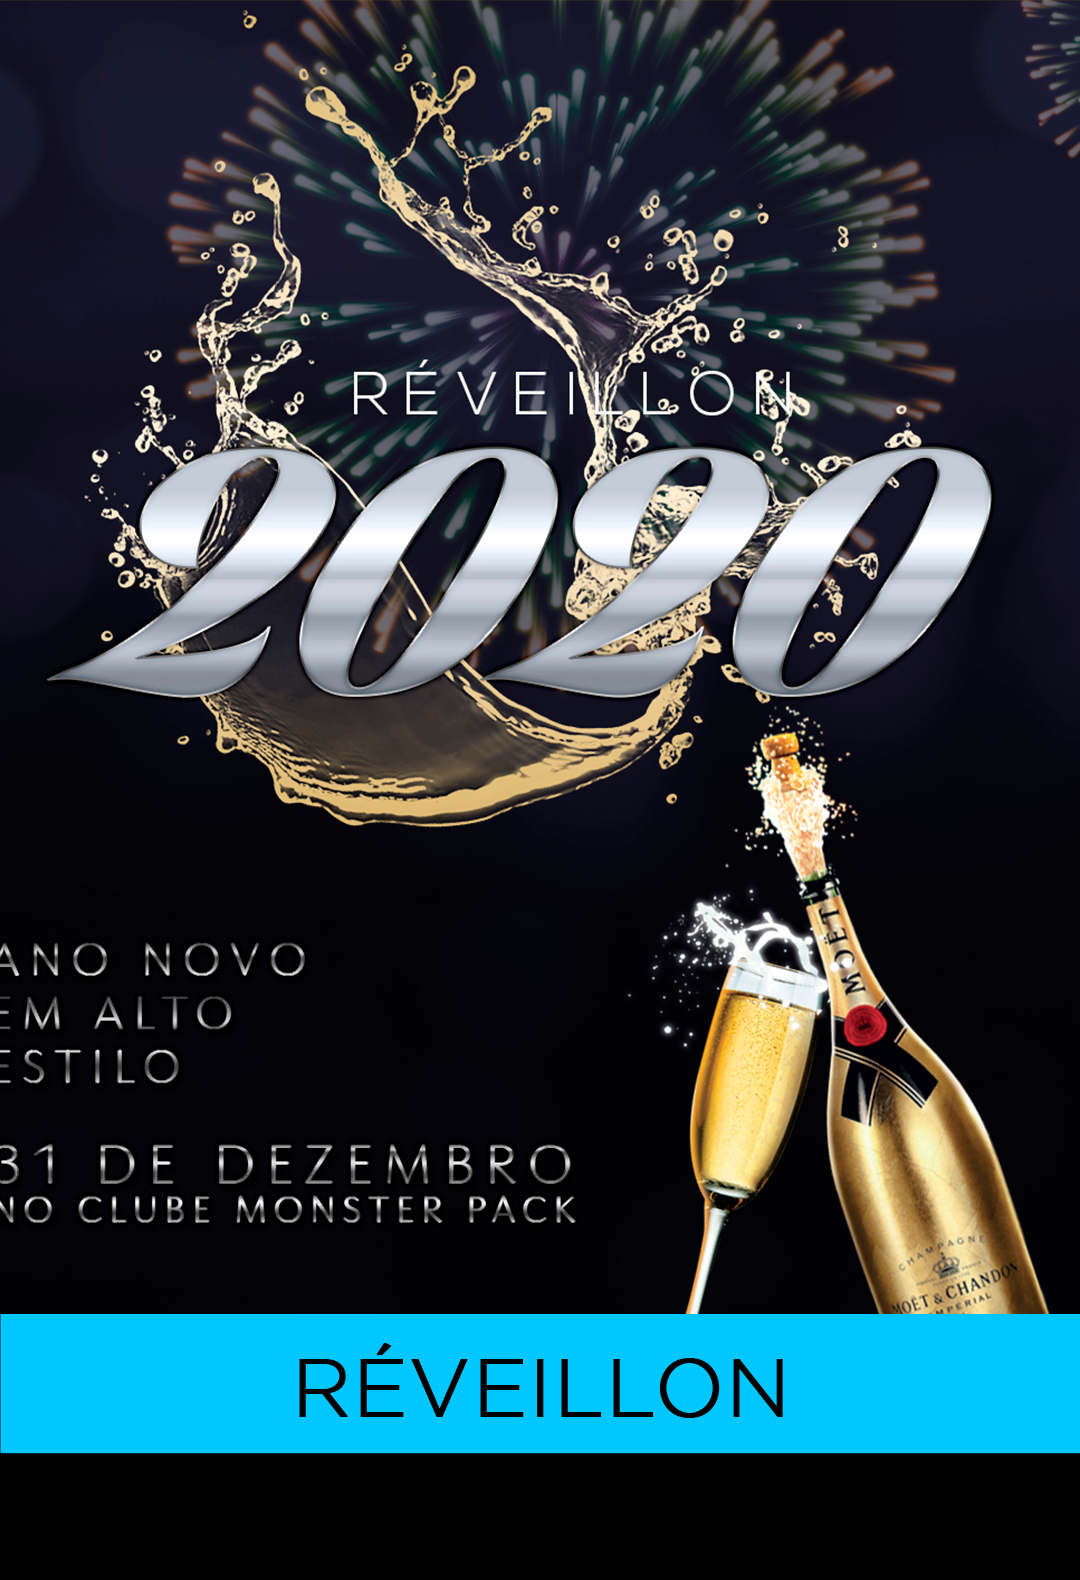 RÉVEILLON
2020
ANO NOVO
EM ALTO
ESTILO
31 DE DEZEMBRO
NO CLUBE MONSTER PACK
MOËT
CHAMPAGNE
MOËT & CHANDON
IMPERIAL
RÉVEILLON